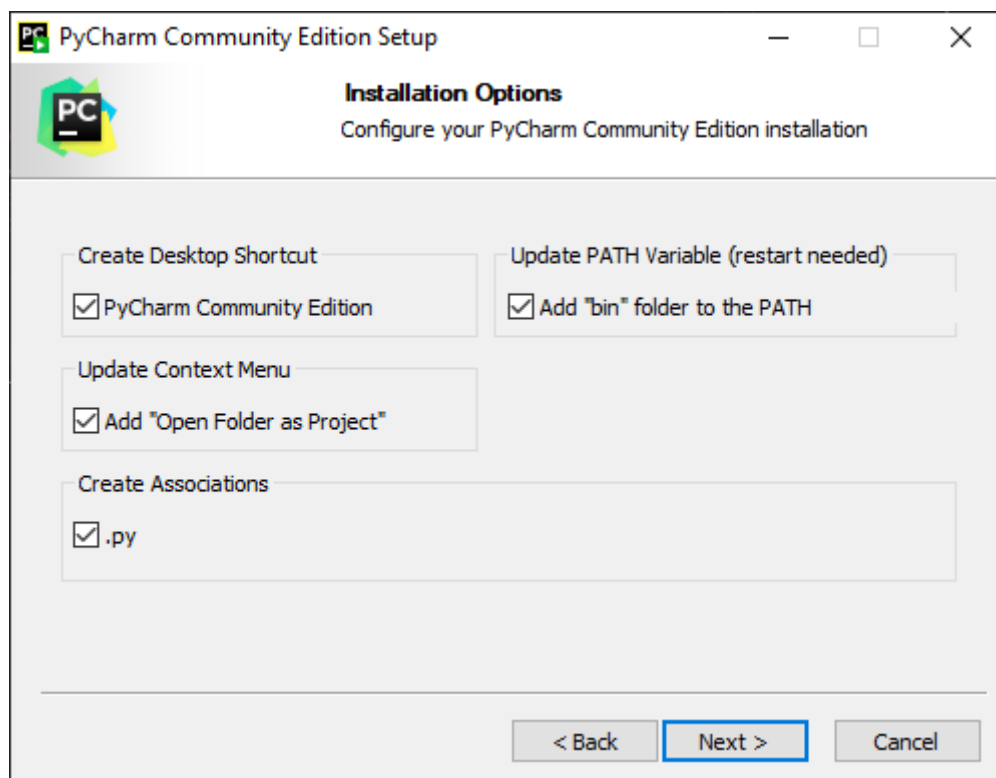 PyCharm Community Edition Setup
PC
Installation Options
Configure your PyCharm Community Edition installation
Create Desktop Shortcut
PyCharm Community Edition
Update PATH Variable (restart needed)
Add "bin" folder to the PATH
Update Context Menu
Add "Open Folder as Project"
Create Associations
.py
< Back
Next >
Cancel